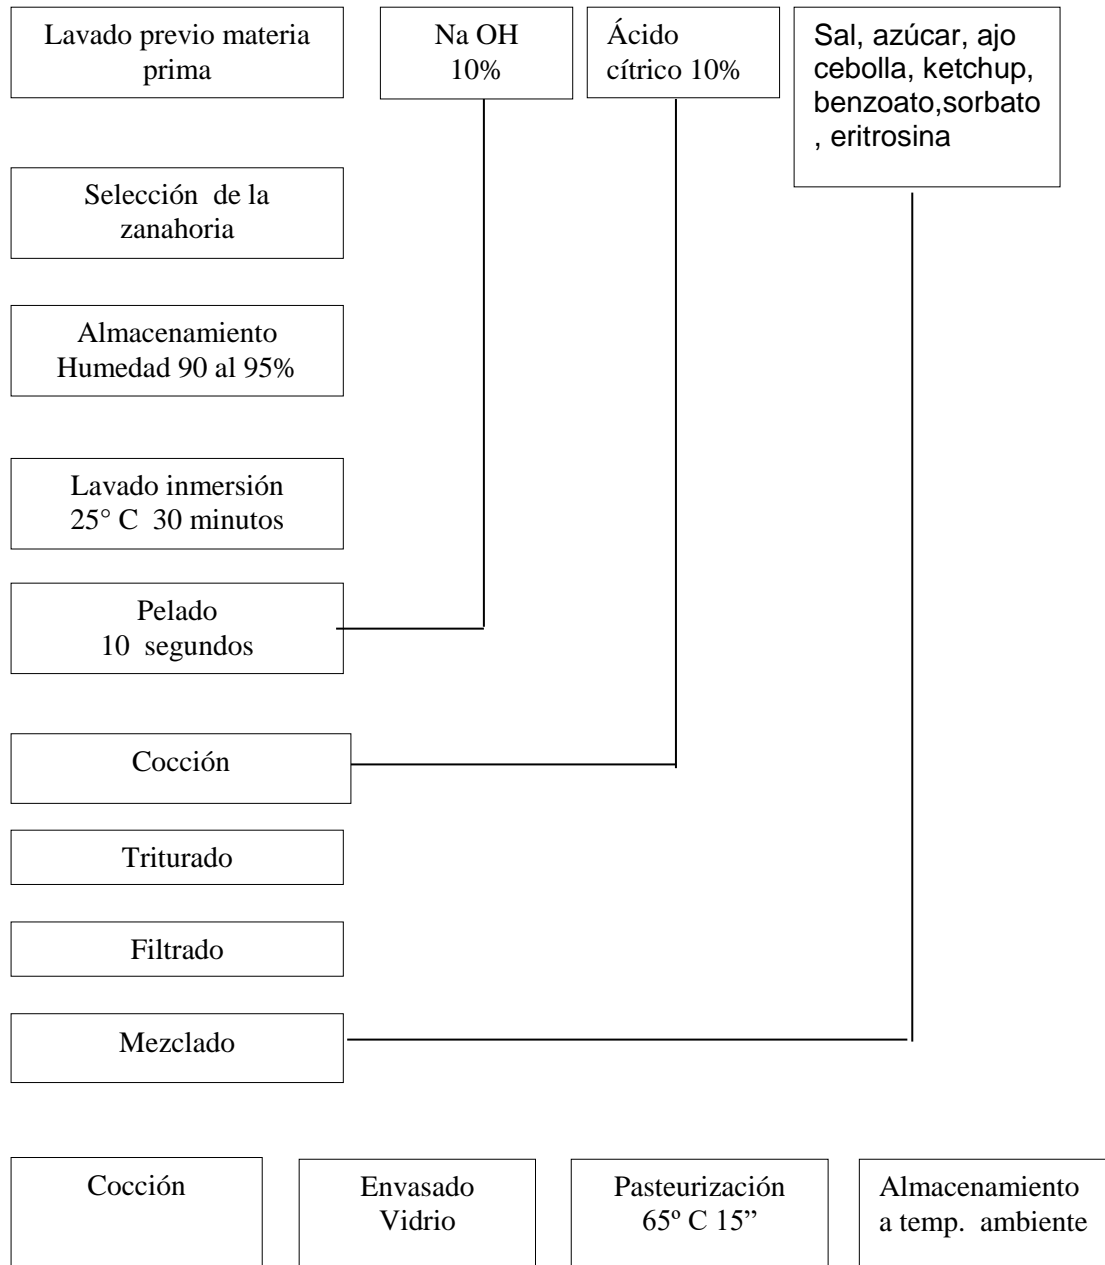 Lavado previo materia
prima
Na OH
10%
Ácido
cítrico 10%
Sal, azúcar, ajo
cebolla, ketchup,
benzoato,sorbato
, eritrosina
Selección de la
zanahoria
Almacenamiento
Humedad 90 al 95%
Lavado inmersión
25° C 30 minutos
Pelado
10 segundos
Cocción
Triturado
Filtrado
Mezclado
Cocción
Envasado
Vidrio
Pasteurización
65º C 15”
Almacenamiento
a temp. ambiente